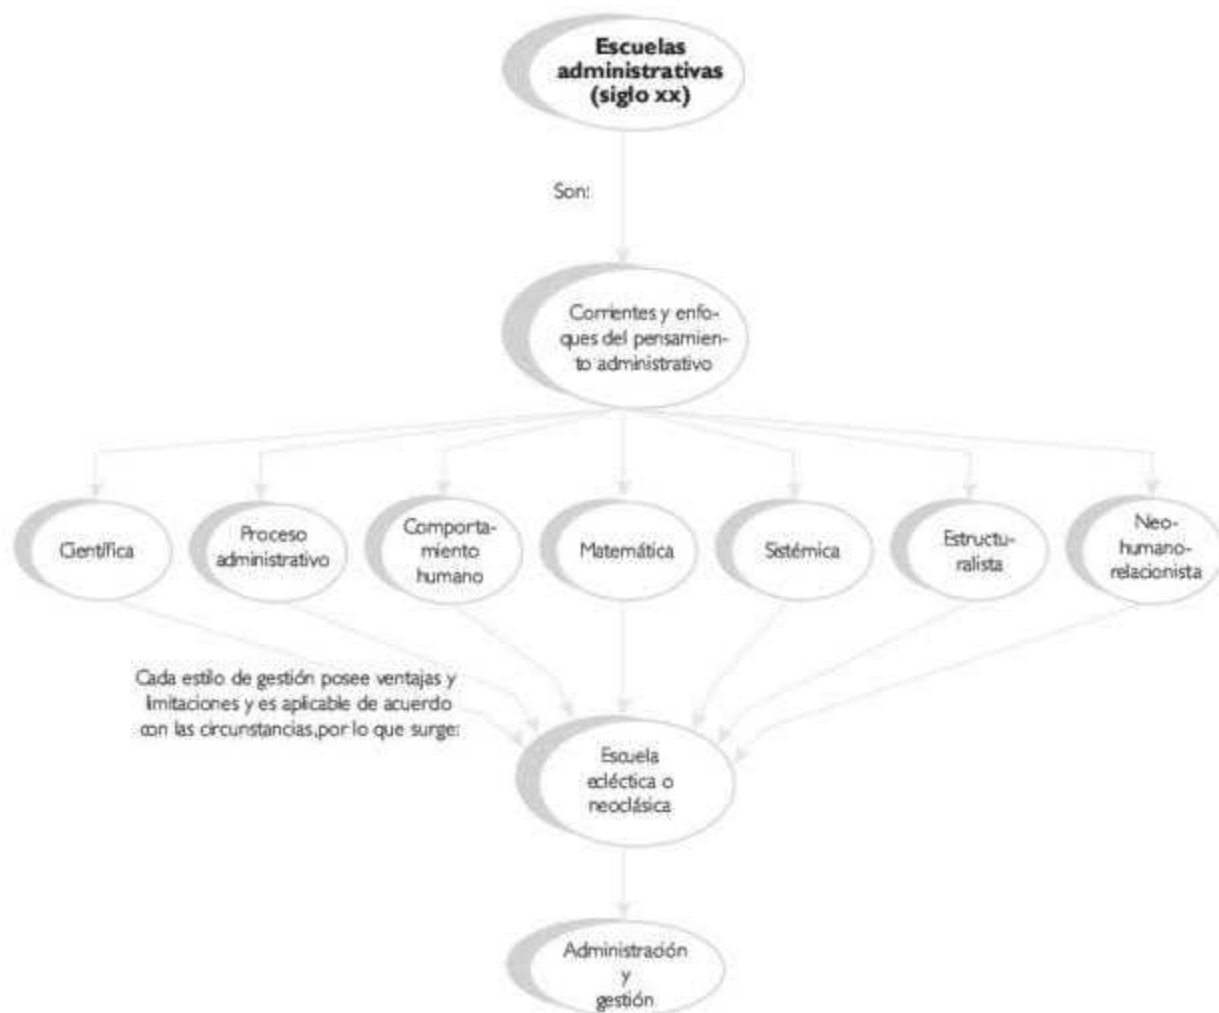 Escuelas
administrativas
(siglo xx)
Son:
Corrientes y enfo-
ques del pensamien-
to administrativo
Científica
Proceso
administrativo
Comporta-
miento
humano
Matemática
Sistémica
Estructu-
ralista
Neo-
humano-
relacionista
Cada estilo de gestión posee ventajas y
limitaciones y es aplicable de acuerdo
con las circunstancias,por lo que surge:
Escuela
ecléctica o
neoclásica
Administración
y
gestión